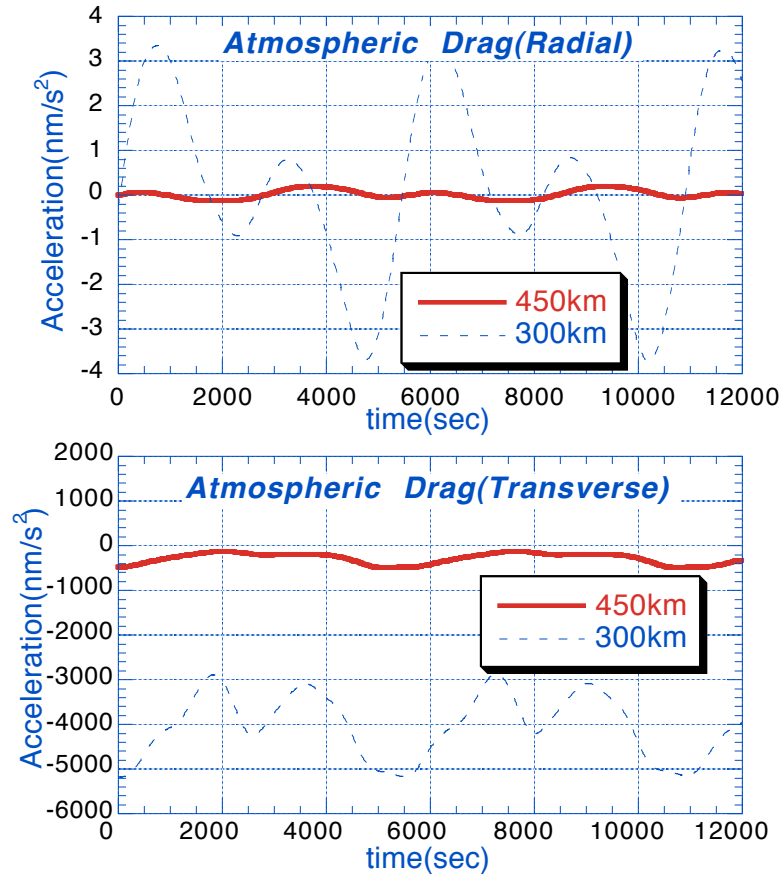 Atmospheric Drag(Radial)
Acceleration(nm/s²)
4
3
2
1
0
-1
-2
-3
-4
450km
300km
0 2000 4000 6000 8000 10000 12000
time(sec)
Atmospheric Drag(Transverse)
Acceleration(nm/s²)
2000
1000
0
-1000
-2000
-3000
-4000
-5000
-6000
450km
300km
0 2000 4000 6000 8000 10000 12000
time(sec)